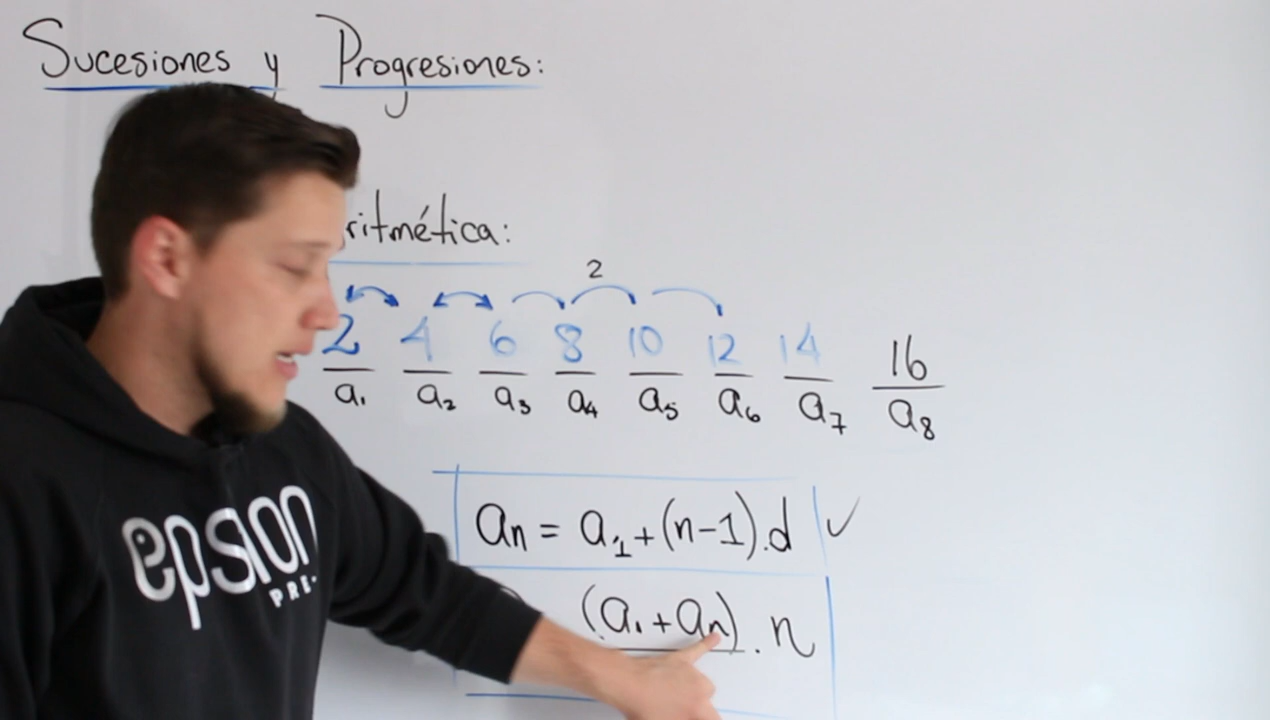 Sucesiones y Progresiones:
ritmética:
2
2 4 6 8 10 12 14 16
a₁ a₂ a₃ a₄ a₅ a₆ a₇ a₈
aₙ = a₁ + (n-1).d ✓
(a₁ + aₙ) . n
epsilon
PRE-